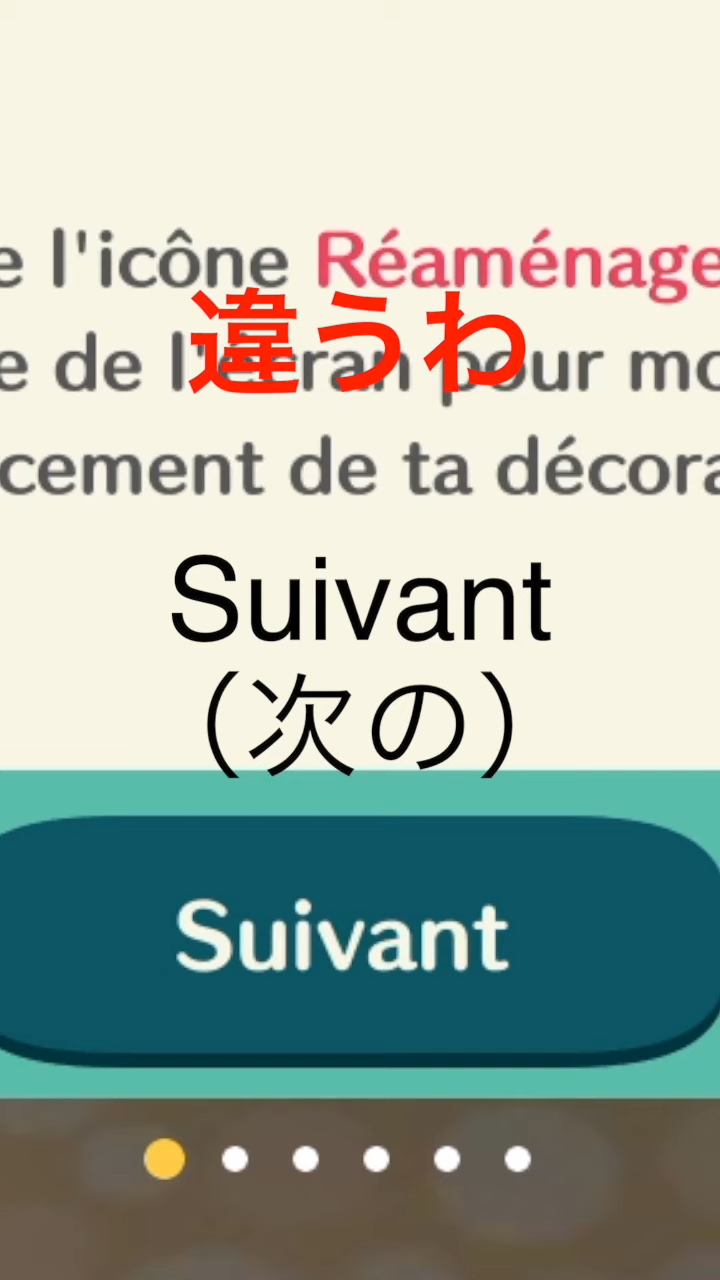 e l'icône Réaménage
違うわ
e de l'écran pour mo
cement de ta décora
Suivant
（次の）
Suivant